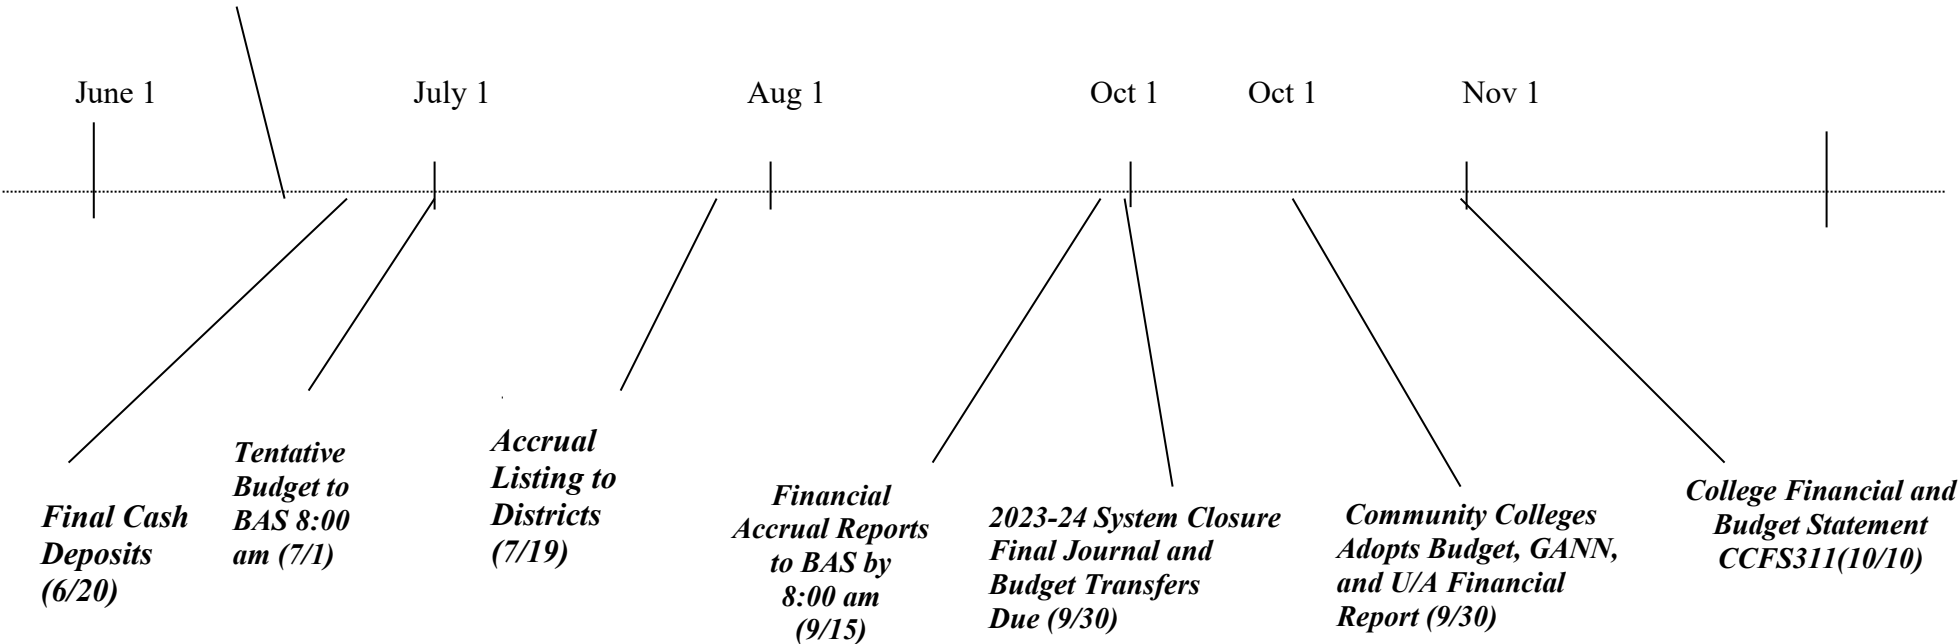 June 1
July 1
Aug 1
Oct 1
Oct 1
Nov 1
Final Cash
Deposits
(6/20)
Tentative
Budget to
BAS 8:00
am (7/1)
Accrual
Listing to
Districts
(7/19)
Financial
Accrual Reports
to BAS by
8:00 am
(9/15)
2023-24 System Closure
Final Journal and
Budget Transfers
Due (9/30)
Community Colleges
Adopts Budget, GANN,
and U/A Financial
Report (9/30)
College Financial and
Budget Statement
CCFS311(10/10)